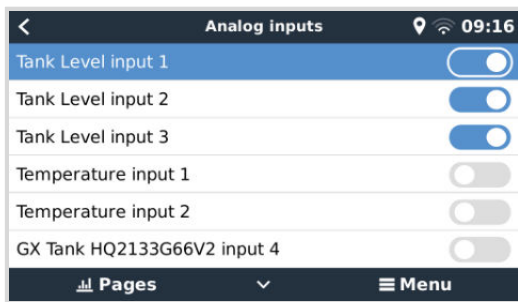 Analog inputs 09:16
Tank Level input 1
Tank Level input 2
Tank Level input 3
Temperature input 1
Temperature input 2
GX Tank HQ2133G66V2 input 4
Pages Menu